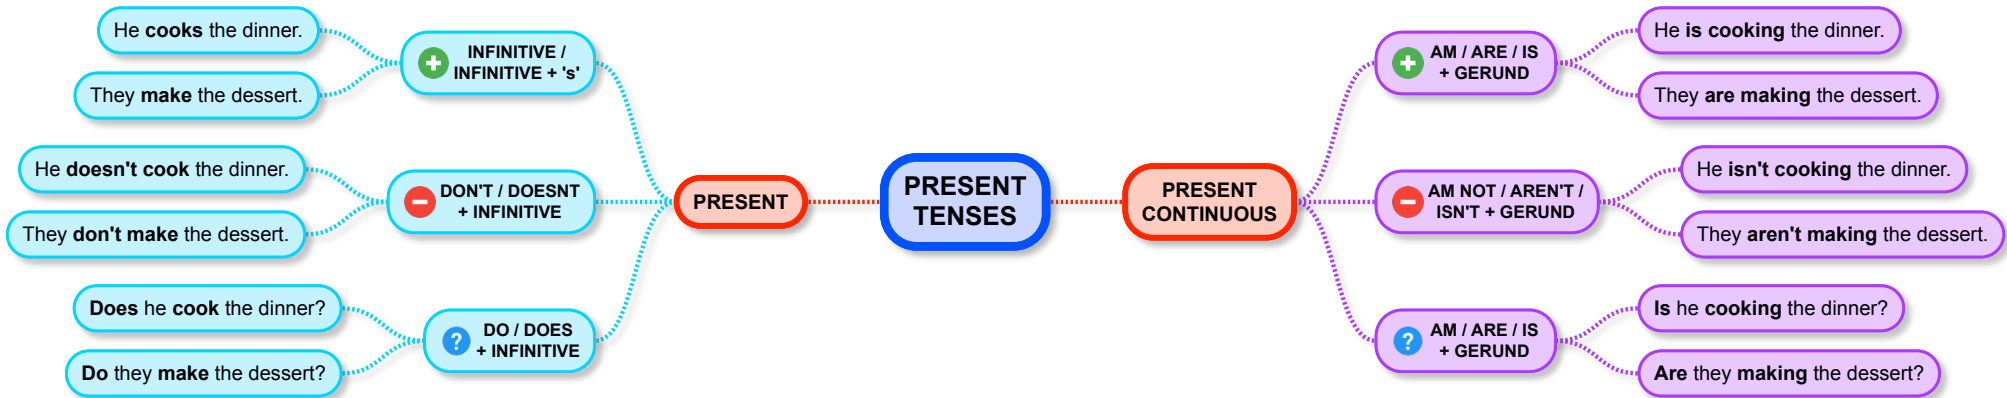 PRESENT
TENSES
PRESENT
INFINITIVE /
INFINITIVE + 's'
He cooks the dinner.
They make the dessert.
DON'T / DOESNT
+ INFINITIVE
He doesn't cook the dinner.
They don't make the dessert.
DO / DOES
+ INFINITIVE
Does he cook the dinner?
Do they make the dessert?
PRESENT
CONTINUOUS
AM / ARE / IS
+ GERUND
He is cooking the dinner.
They are making the dessert.
AM NOT / AREN'T /
ISN'T + GERUND
He isn't cooking the dinner.
They aren't making the dessert.
AM / ARE / IS
+ GERUND
Is he cooking the dinner?
Are they making the dessert?